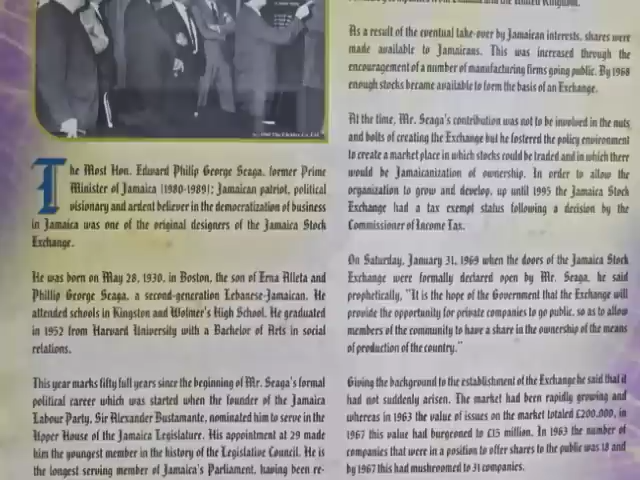 The Most Hon. Edward Philip George Seaga, former Prime
Minister of Jamaica (1980-1989); Jamaican patriot, political
visionary and ardent believer in the democratization of business
in Jamaica was one of the original designers of the Jamaica Stock
Exchange.
He was born on May 28, 1930, in Boston, the son of Erna Alleta and
Phillip George Seaga, a second-generation Lebanese-Jamaican. He
attended schools in Kingston and Wolmer's High School. He graduated
in 1952 from Harvard University with a Bachelor of Arts in social
relations.
This year marks fifty full years since the beginning of Mr. Seaga's formal
political career which was started when the founder of the Jamaica
Labour Party, Sir Alexander Bustamante, nominated him to serve in the
Upper House of the Jamaica Legislature. His appointment at 29 made
him the youngest member in the history of the Legislative Council. He is
the longest serving member of Jamaica's Parliament, having been re-
and the United Kingdom.
As a result of the eventual take-over by Jamaican interests, shares were
made available to Jamaicans. This was increased through the
encouragement of a number of manufacturing firms going public. By 1968
enough stocks became available to form the basis of an Exchange.
At the time, Mr. Seaga's contribution was not to be involved in the nuts
and bolts of creating the Exchange but he fostered the policy environment
to create a market place in which stocks could be traded and in which there
would be Jamaicanization of ownership. In order to allow the
organization to grow and develop, up until 1995 the Jamaica Stock
Exchange had a tax exempt status following a decision by the
Commissioner of Income Tax.
On Saturday, January 31, 1969 when the doors of the Jamaica Stock
Exchange were formally declared open by Mr. Seaga, he said
prophetically, "It is the hope of the Government that the Exchange will
provide the opportunity for private companies to go public, so as to allow
members of the community to have a share in the ownership of the means
of production of the country."
Giving the background to the establishment of the Exchange he said that it
had not suddenly arisen. The market had been rapidly growing and
whereas in 1963 the value of issues on the market totaled £200,000, in
1967 this value had burgeoned to £15 million. In 1963 the number of
companies that were in a position to offer shares to the public was 18 and
by 1967 this had mushroomed to 31 companies.